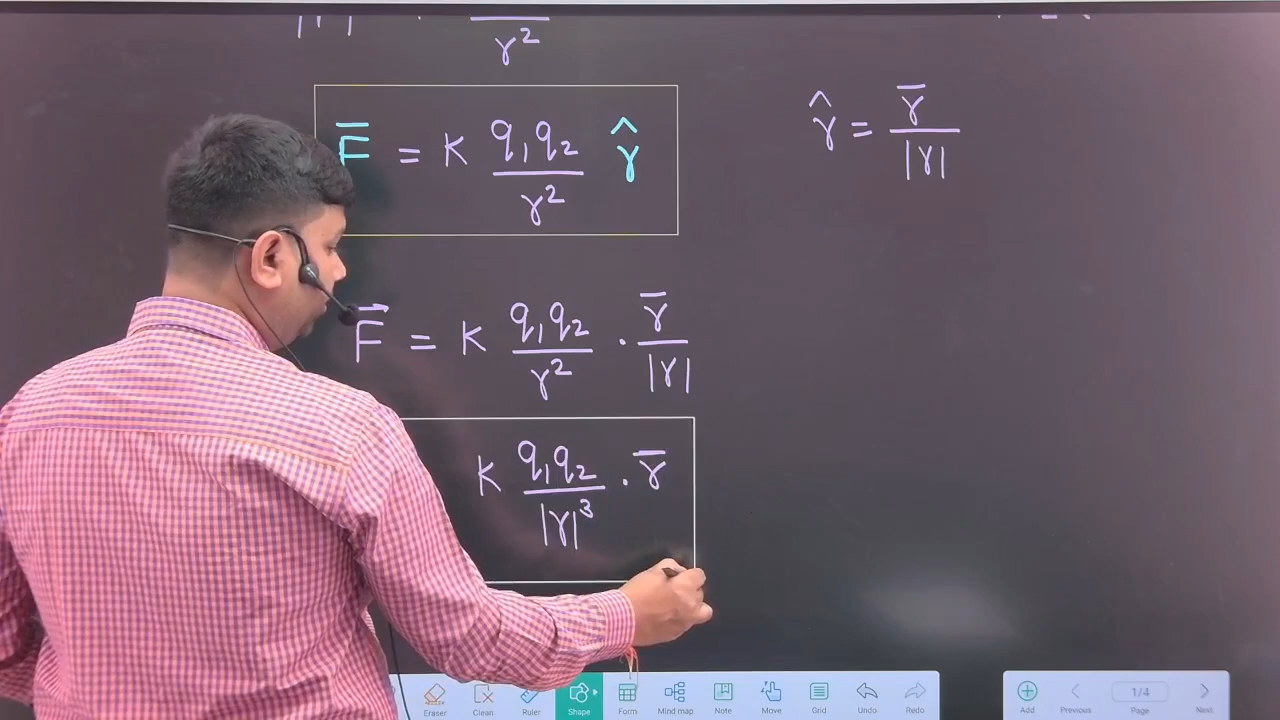 |r| · r²
F̅ = K q₁q₂/r² r̂
r̂ = r̅/|r|
F⃗ = K q₁q₂/r² · r̅/|r|
K q₁q₂/|r|³ · r̅
Eraser Clean Ruler Shape Form Mind map Note Move Grid Undo Redo
Add Previous 1/4 Page Next